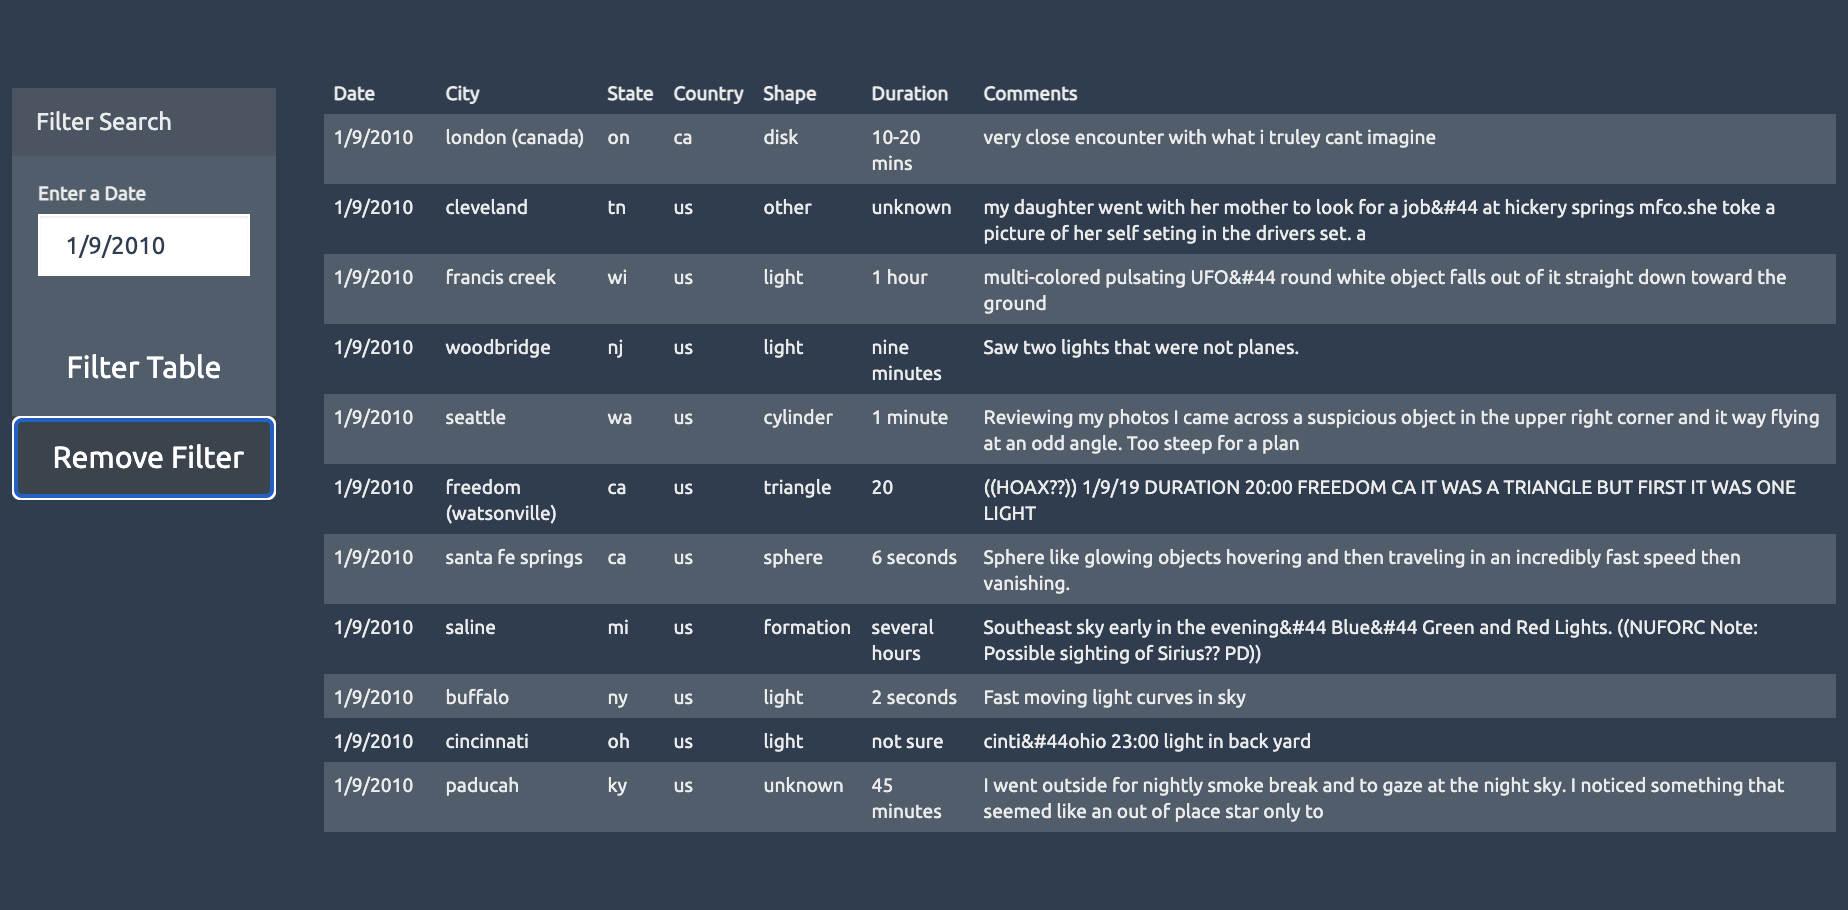 Filter Search
Enter a Date
1/9/2010
Filter Table
Remove Filter
Date City State Country Shape Duration Comments
1/9/2010 london (canada) on ca disk 10-20 very close encounter with what i truley cant imagine
mins
1/9/2010 cleveland tn us other unknown my daughter went with her mother to look for a job&#44 at hickery springs mfco.she toke a
picture of her self seting in the drivers set. a
1/9/2010 francis creek wi us light 1 hour multi-colored pulsating UFO&#44 round white object falls out of it straight down toward the
ground
1/9/2010 woodbridge nj us light nine Saw two lights that were not planes.
minutes
1/9/2010 seattle wa us cylinder 1 minute Reviewing my photos I came across a suspicious object in the upper right corner and it way flying
at an odd angle. Too steep for a plan
1/9/2010 freedom ca us triangle 20 ((HOAX??)) 1/9/19 DURATION 20:00 FREEDOM CA IT WAS A TRIANGLE BUT FIRST IT WAS ONE
(watsonville) LIGHT
1/9/2010 santa fe springs ca us sphere 6 seconds Sphere like glowing objects hovering and then traveling in an incredibly fast speed then
vanishing.
1/9/2010 saline mi us formation several Southeast sky early in the evening&#44 Blue&#44 Green and Red Lights. ((NUFORC Note:
hours Possible sighting of Sirius?? PD))
1/9/2010 buffalo ny us light 2 seconds Fast moving light curves in sky
1/9/2010 cincinnati oh us light not sure cinti&#44ohio 23:00 light in back yard
1/9/2010 paducah ky us unknown 45 I went outside for nightly smoke break and to gaze at the night sky. I noticed something that
minutes seemed like an out of place star only to